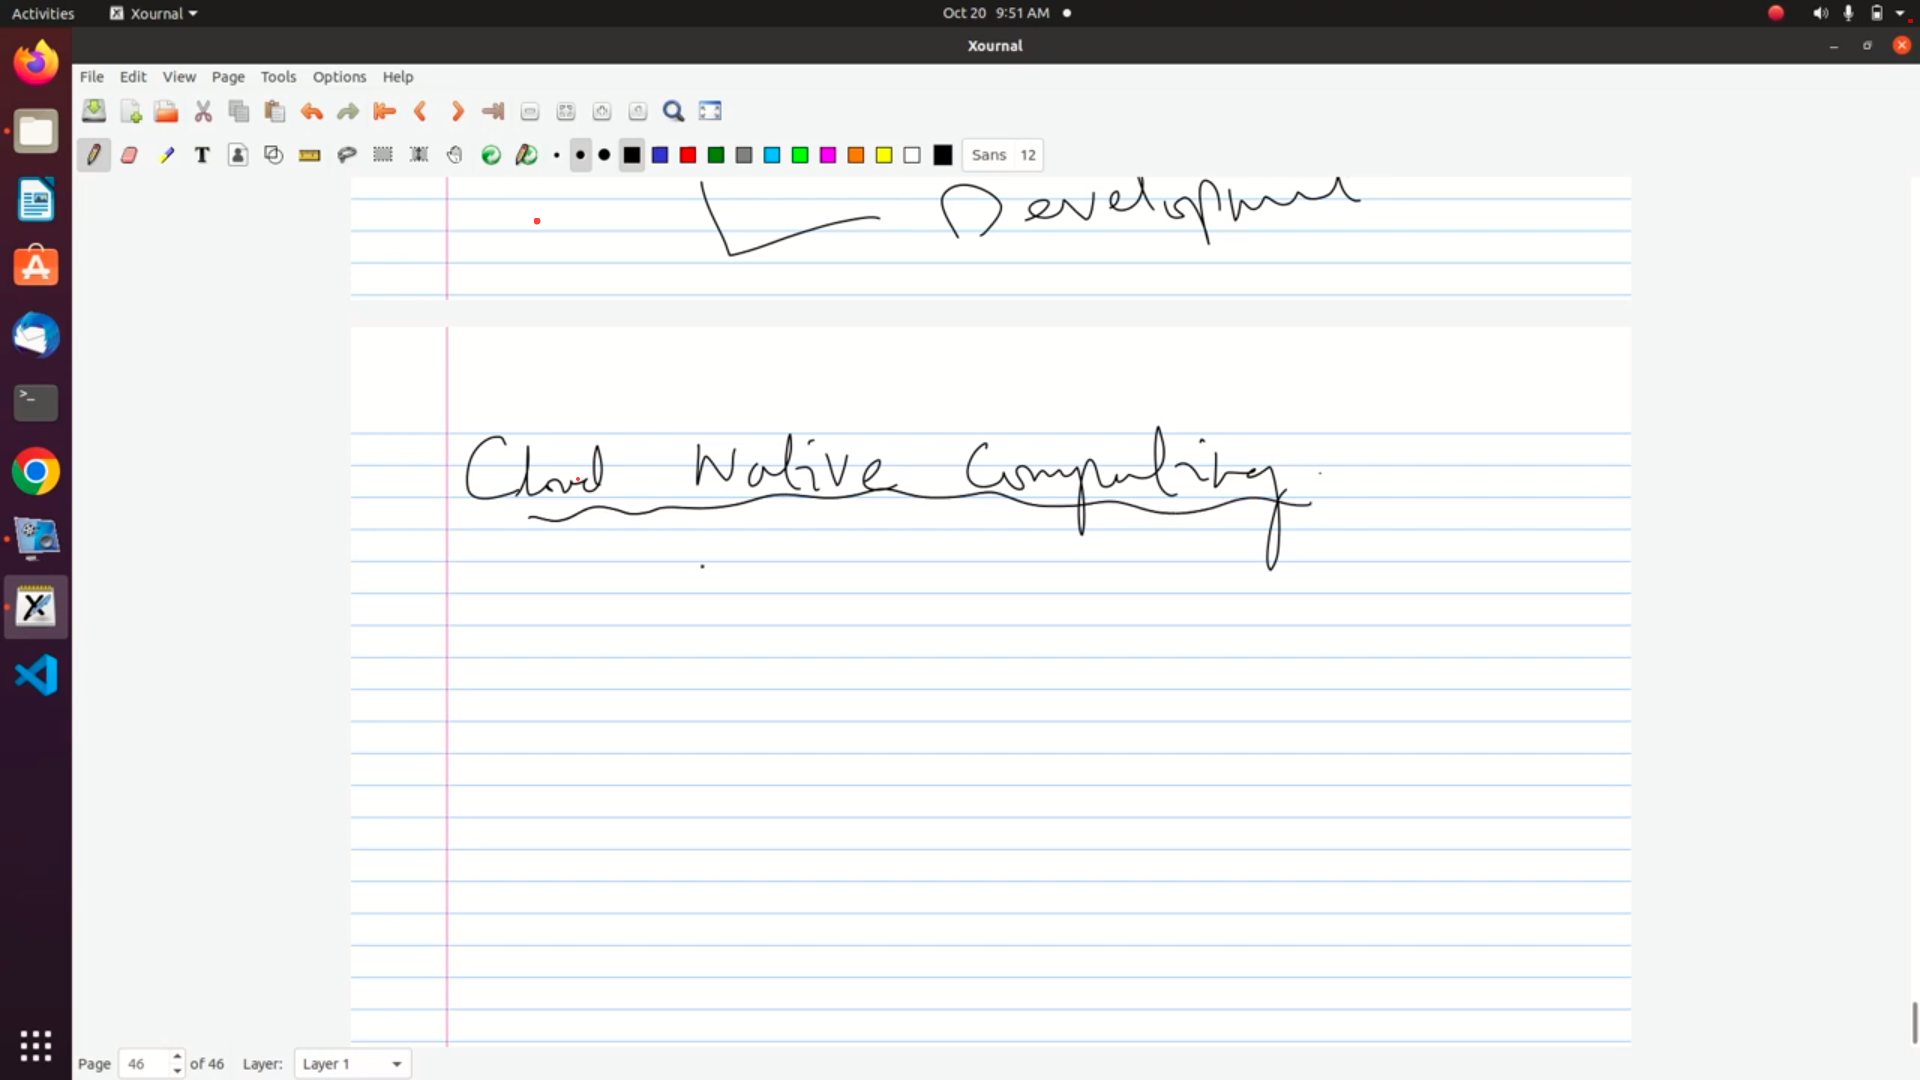 Activities Xournal Oct 20 9:51 AM
Xournal
File Edit View Page Tools Options Help
T Sans 12
Development
Cloud Native Computing
Page 46 of 46 Layer: Layer 1